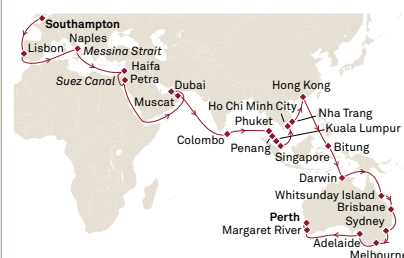 Southampton
Naples
Lisbon
Messina Strait
Haifa
Suez Canal
Petra
Dubai
Muscat
Hong Kong
Ho Chi Minh City
Nha Trang
Phuket
Kuala Lumpur
Colombo
Penang
Singapore
Bitung
Darwin
Whitsunday Island
Brisbane
Perth
Sydney
Margaret River
Adelaide
Melbourne